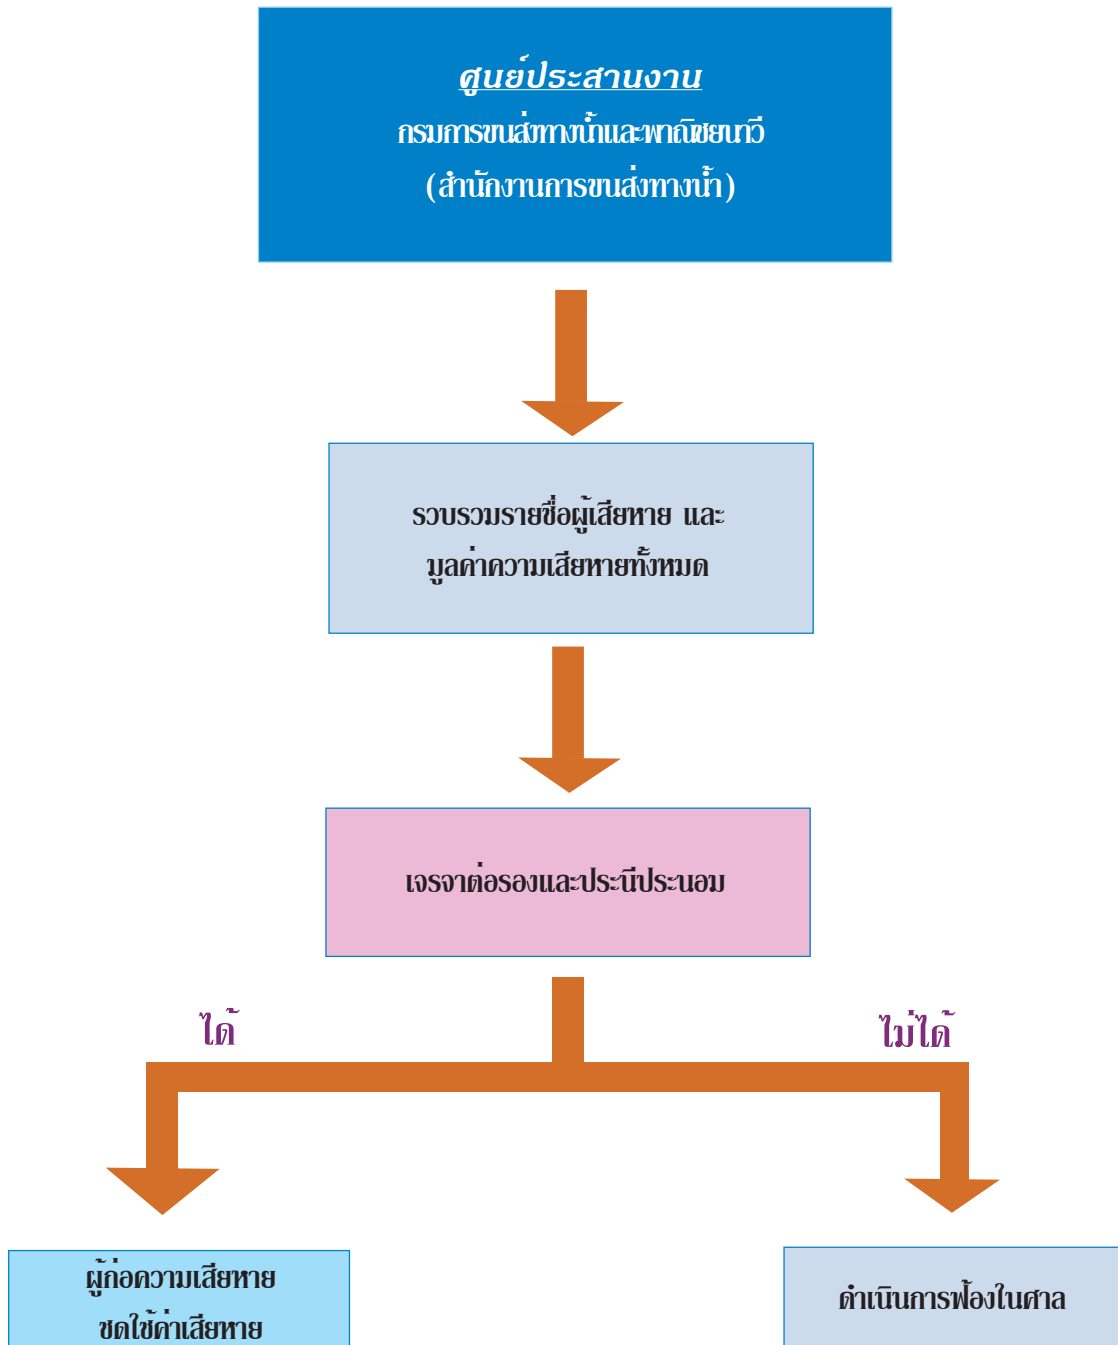 ศูนย์ประสานงาน
กรมการขนส่งทางน้ำและพาณิชยนาวี
(สำนักงานการขนส่งทางน้ำ)
รวบรวมรายชื่อผู้เสียหาย และ
มูลค่าความเสียหายทั้งหมด
เจรจาต่อรองและประนีประนอม
ได้
ไม่ได้
ผู้ก่อความเสียหาย
ชดใช้ค่าเสียหาย
ดำเนินการฟ้องในศาล